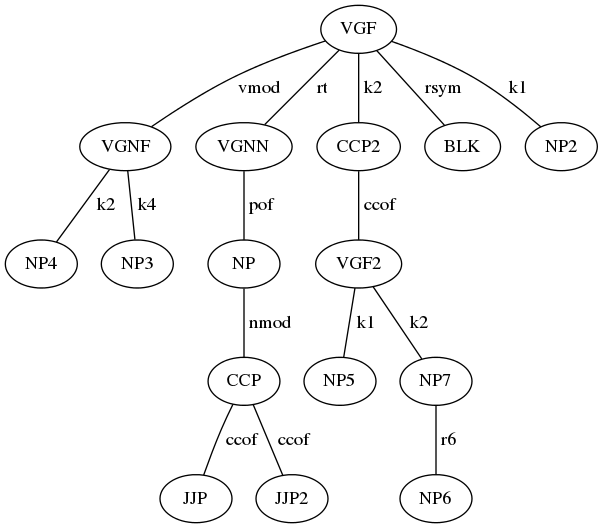 VGF
vmod rt k2 rsym k1
VGNF VGNN CCP2 BLK NP2
k2 k4 pof ccof
NP4 NP3 NP VGF2
nmod k1 k2
CCP NP5 NP7
ccof ccof r6
JJP JJP2 NP6